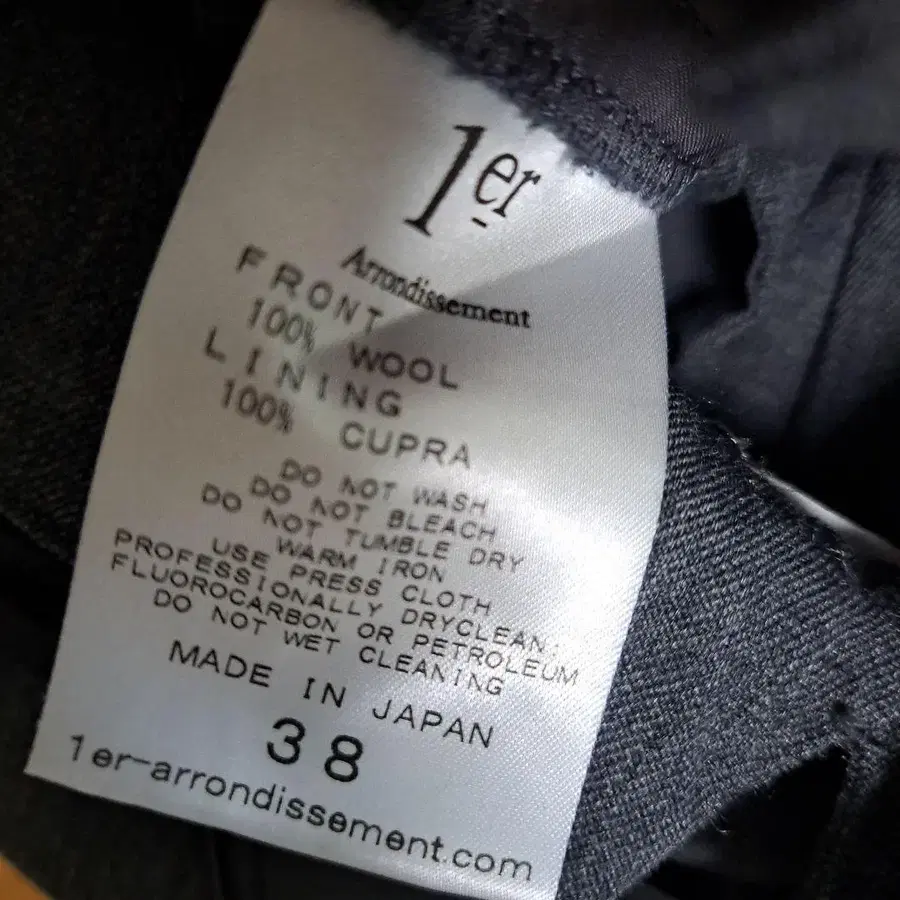 1er
Arrondissement
FRONT
100% WOOL
LINING
100% CUPRA
DO NOT WASH
DO NOT BLEACH
DO NOT TUMBLE DRY
USE WARM IRON
USE PRESS CLOTH
PROFESSIONALLY DRYCLEAN:
FLUOROCARBON OR PETROLEUM
DO NOT WET CLEANING
MADE IN JAPAN
38
1er-arrondissement.com